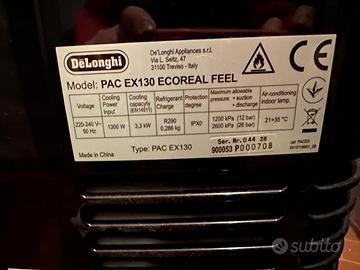 DeLonghi
De'Longhi Appliances s.r.l.
Via L. Seitz, 47
31100 Treviso - Italy
Model: PAC EX130 ECOREAL FEEL
Voltage
Cooling Power Input
Cooling capacity (EN14511)
Refrigerant Charge
Protection degree
Maximum allowable pressure: • suction • discharge
Air-conditioning indoor temp.
220-240 V~ 50 Hz
1300 W
3,3 kW
R290 0,286 kg
IPX0
1200 kPa (12 bar)
2600 kPa (26 bar)
21÷35 °C
Made in China
Type: PAC EX130
Ser. Nr. 044 28
900053 P000708
subito